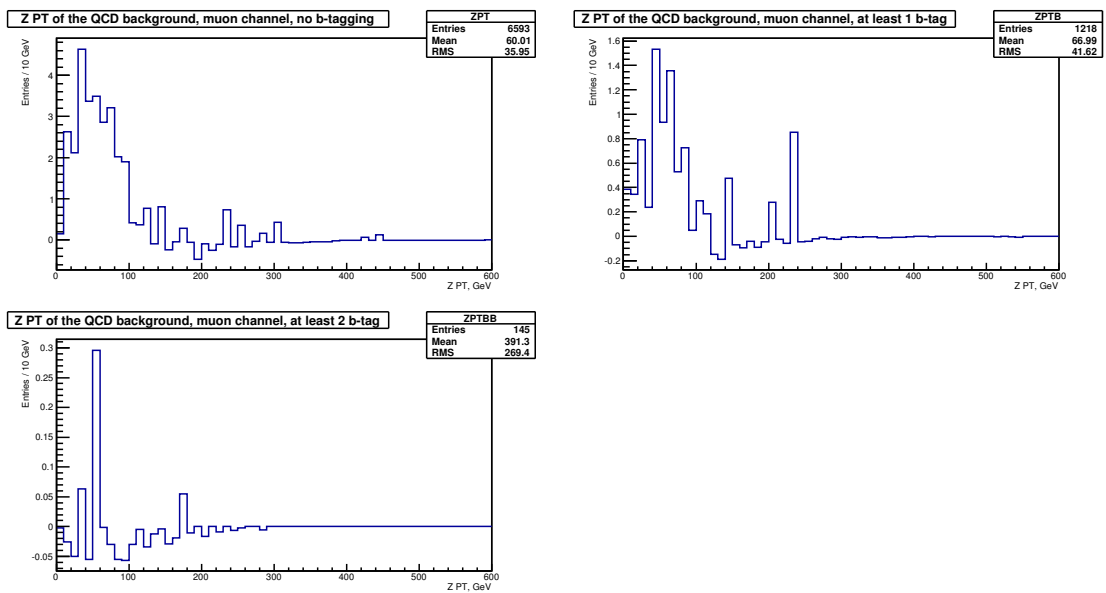 Z PT of the QCD background, muon channel, no b-tagging
ZPT
Entries 6593
Mean 60.01
RMS 35.95
Entries / 10 GeV
4
3
2
1
0
0 100 200 300 400 500 600
Z PT, GeV
Z PT of the QCD background, muon channel, at least 1 b-tag
ZPTB
Entries 1218
Mean 66.99
RMS 41.62
Entries / 10 GeV
1.6
1.4
1.2
1
0.8
0.6
0.4
0.2
0
-0.2
0 100 200 300 400 500 600
Z PT, GeV
Z PT of the QCD background, muon channel, at least 2 b-tag
ZPTBB
Entries 145
Mean 391.3
RMS 269.4
Entries / 10 GeV
0.3
0.25
0.2
0.15
0.1
0.05
0
-0.05
0 100 200 300 400 500 600
Z PT, GeV